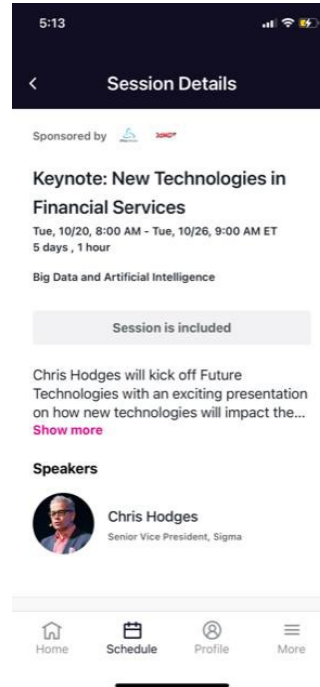 5:13
Session Details
Sponsored by
Keynote: New Technologies in
Financial Services
Tue, 10/20, 8:00 AM - Tue, 10/26, 9:00 AM ET
5 days , 1 hour
Big Data and Artificial Intelligence
Session is included
Chris Hodges will kick off Future
Technologies with an exciting presentation
on how new technologies will impact the...
Show more
Speakers
Chris Hodges
Senior Vice President, Sigma
Home Schedule Profile More